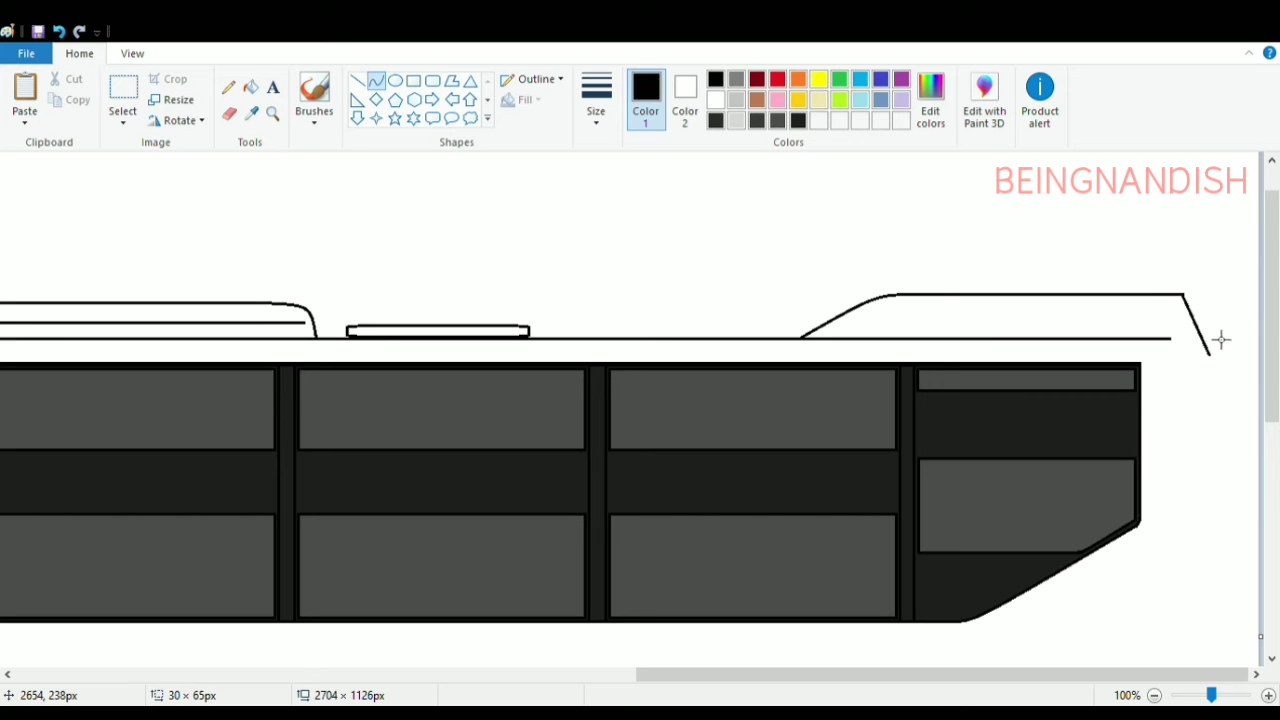 File Home View
Paste
Cut
Copy
Clipboard
Select
Crop
Resize
Rotate
Image
Tools
Brushes
Shapes
Outline
Fill
Size
Color 1
Color 2
Colors
Edit colors
Edit with Paint 3D
Product alert
BEINGNANDISH
2654, 238px
30 × 65px
2704 × 1126px
100%